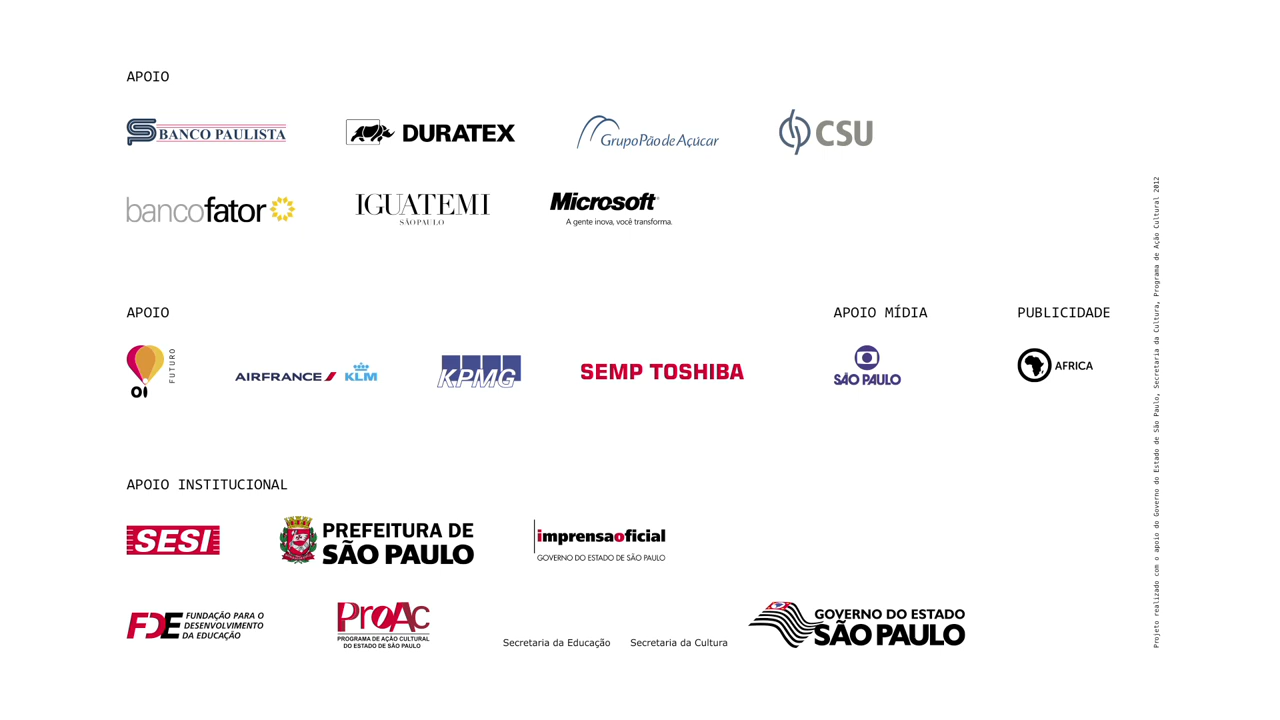 APOIO
BANCO PAULISTA
DURATEX
Grupo Pão de Açúcar
CSU
bancofator
IGUATEMI
SÃO PAULO
Microsoft
A gente inova, você transforma.
APOIO
oi
FUTURO
AIRFRANCE
KLM
KPMG
SEMP TOSHIBA
APOIO MÍDIA
SÃO PAULO
PUBLICIDADE
AFRICA
APOIO INSTITUCIONAL
SESI
PREFEITURA DE
SÃO PAULO
imprensaoficial
GOVERNO DO ESTADO DE SÃO PAULO
FDE
FUNDAÇÃO PARA O
DESENVOLVIMENTO
DA EDUCAÇÃO
ProAc
PROGRAMA DE AÇÃO CULTURAL
DO ESTADO DE SÃO PAULO
Secretaria da Educação
Secretaria da Cultura
GOVERNO DO ESTADO
SÃO PAULO
Projeto realizado com o apoio do Governo do Estado de São Paulo, Secretaria da Cultura, Programa de Ação Cultural 2012